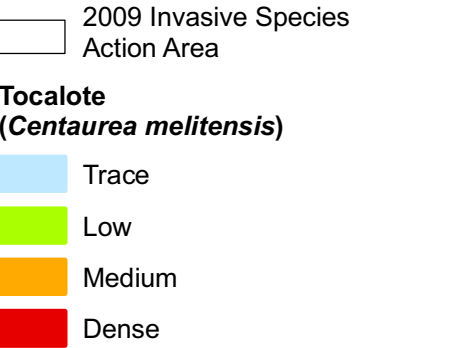 2009 Invasive Species
Action Area
Tocalote
(Centaurea melitensis)
Trace
Low
Medium
Dense